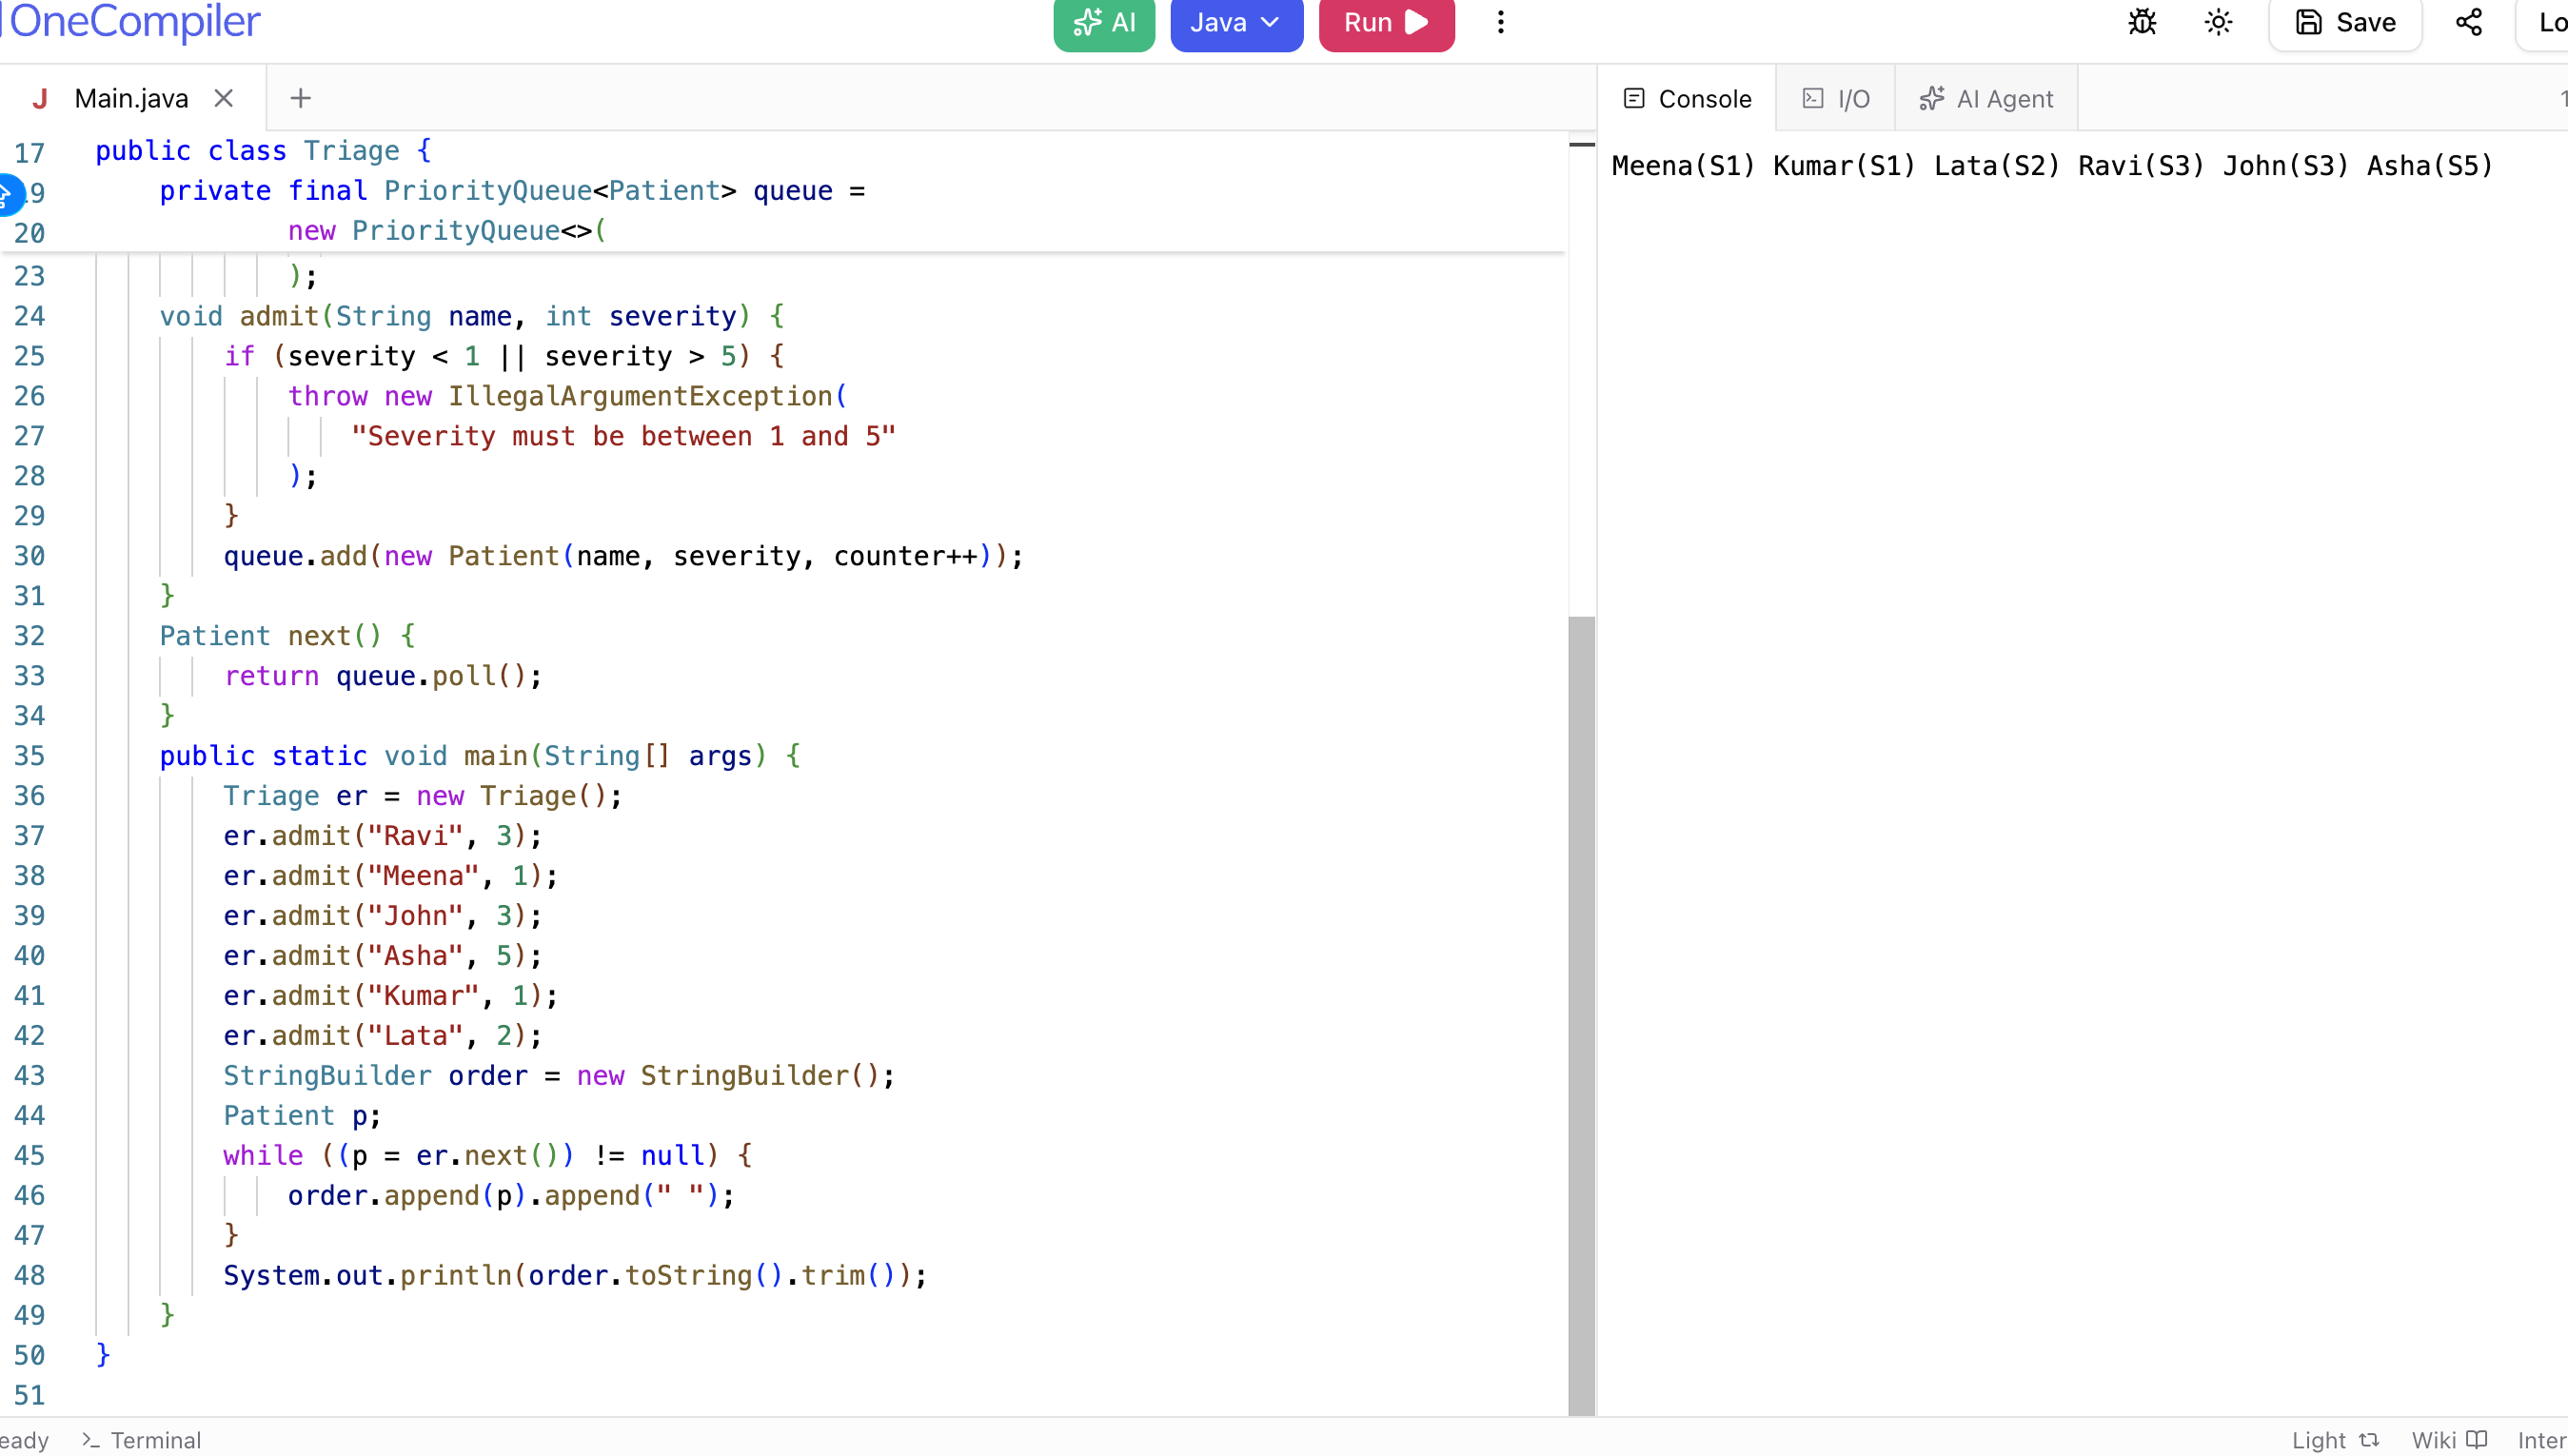 OneCompiler
AI
Java
Run
Save
J Main.java
Console
I/O
AI Agent
17 public class Triage {
private final PriorityQueue<Patient> queue =
20 new PriorityQueue<>(
23 );
24 void admit(String name, int severity) {
25 if (severity < 1 || severity > 5) {
26 throw new IllegalArgumentException(
27 "Severity must be between 1 and 5"
28 );
29 }
30 queue.add(new Patient(name, severity, counter++));
31 }
32 Patient next() {
33 return queue.poll();
34 }
35 public static void main(String[] args) {
36 Triage er = new Triage();
37 er.admit("Ravi", 3);
38 er.admit("Meena", 1);
39 er.admit("John", 3);
40 er.admit("Asha", 5);
41 er.admit("Kumar", 1);
42 er.admit("Lata", 2);
43 StringBuilder order = new StringBuilder();
44 Patient p;
45 while ((p = er.next()) != null) {
46 order.append(p).append(" ");
47 }
48 System.out.println(order.toString().trim());
49 }
50 }
51
Meena(S1) Kumar(S1) Lata(S2) Ravi(S3) John(S3) Asha(S5)
Terminal
Light
Wiki